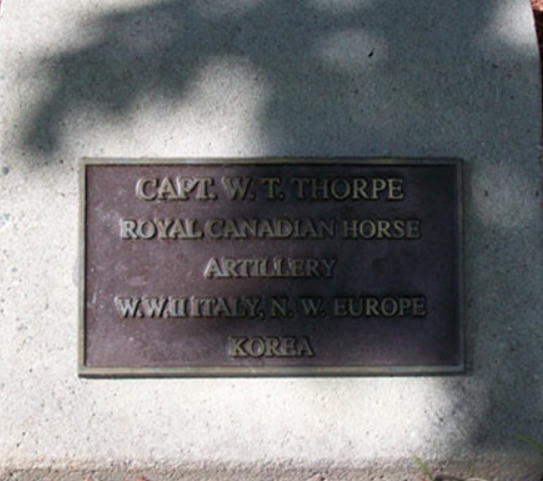 CAPT. W. T. THORPE
ROYAL CANADIAN HORSE
ARTILLERY
W.W.II ITALY, N. W. EUROPE
KOREA